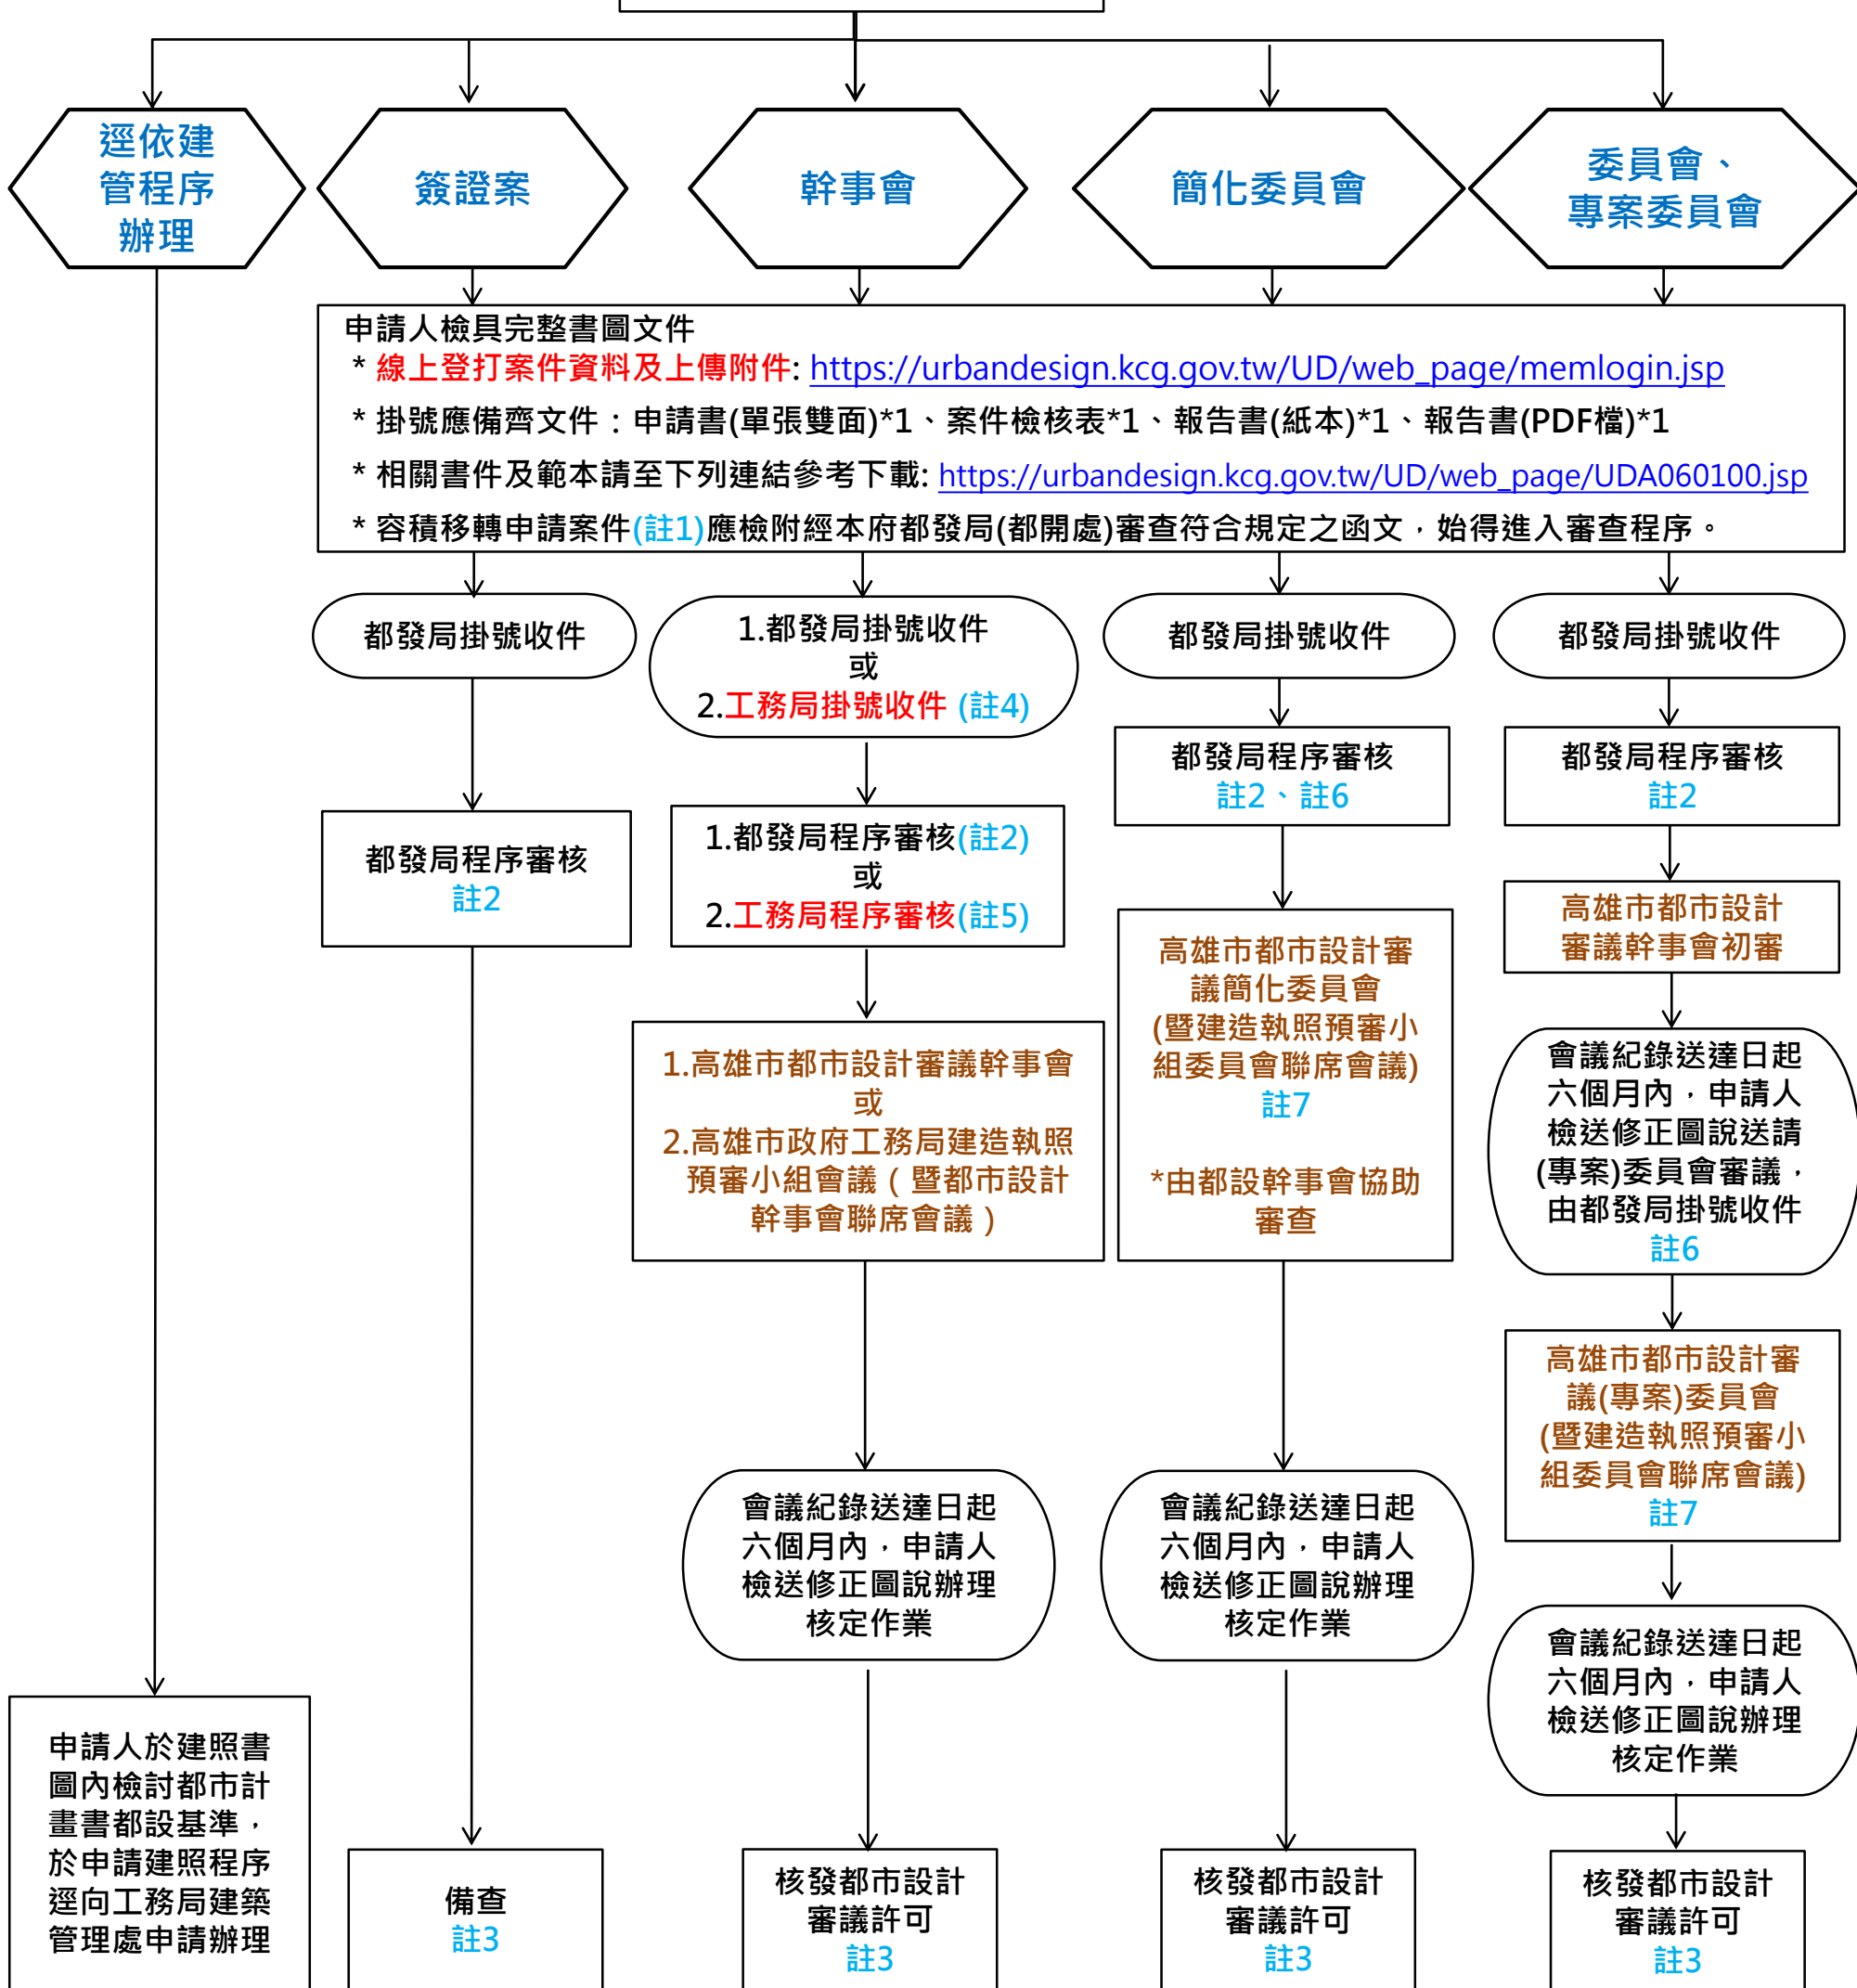 逕依建
管程序
辦理
簽證案
幹事會
簡化委員會
委員會、
專案委員會
申請人檢具完整書圖文件
* 線上登打案件資料及上傳附件: https://urbandesign.kcg.gov.tw/UD/web_page/memlogin.jsp
* 掛號應備齊文件：申請書(單張雙面)*1、案件檢核表*1、報告書(紙本)*1、報告書(PDF檔)*1
* 相關書件及範本請至下列連結參考下載: https://urbandesign.kcg.gov.tw/UD/web_page/UDA060100.jsp
* 容積移轉申請案件(註1)應檢附經本府都發局(都開處)審查符合規定之函文，始得進入審查程序。
都發局掛號收件
都發局程序審核
註2
備查
註3
1.都發局掛號收件
或
2.工務局掛號收件 (註4)
1.都發局程序審核(註2)
或
2.工務局程序審核(註5)
1.高雄市都市設計審議幹事會
或
2.高雄市政府工務局建造執照
預審小組會議（暨都市設計
幹事會聯席會議）
會議紀錄送達日起
六個月內，申請人
檢送修正圖說辦理
核定作業
核發都市設計
審議許可
註3
都發局掛號收件
都發局程序審核
註2、註6
高雄市都市設計審
議簡化委員會
(暨建造執照預審小
組委員會聯席會議)
註7
*由都設幹事會協助
審查
會議紀錄送達日起
六個月內，申請人
檢送修正圖說辦理
核定作業
核發都市設計
審議許可
註3
都發局掛號收件
都發局程序審核
註2
高雄市都市設計
審議幹事會初審
會議紀錄送達日起
六個月內，申請人
檢送修正圖說送請
(專案)委員會審議，
由都發局掛號收件
註6
高雄市都市設計審
議(專案)委員會
(暨建造執照預審小
組委員會聯席會議)
註7
會議紀錄送達日起
六個月內，申請人
檢送修正圖說辦理
核定作業
核發都市設計
審議許可
註3
申請人於建照書
圖內檢討都市計
畫書都設基準，
於申請建照程序
逕向工務局建築
管理處申請辦理